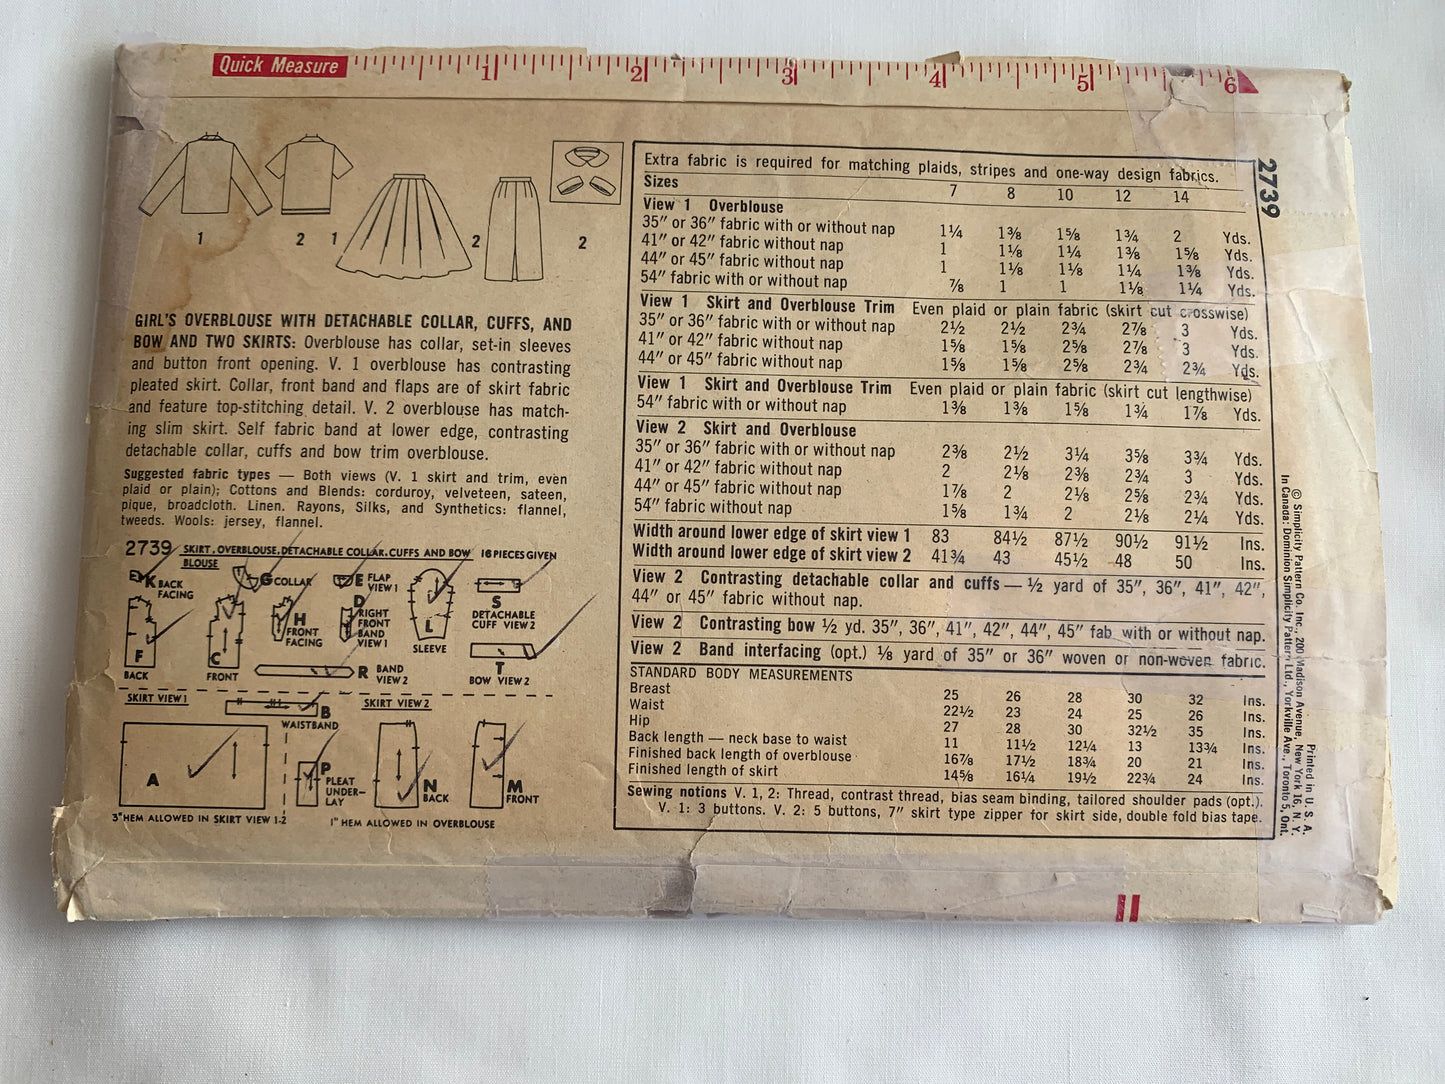 Quick Measure 1 2 3 4 5 6
1 2 1 2 2
GIRL'S OVERBLOUSE WITH DETACHABLE COLLAR, CUFFS, AND
BOW AND TWO SKIRTS: Overblouse has collar, set-in sleeves
and button front opening. V. 1 overblouse has contrasting
pleated skirt. Collar, front band and flaps are of skirt fabric
and feature top-stitching detail. V. 2 overblouse has match-
ing slim skirt. Self fabric band at lower edge, contrasting
detachable collar, cuffs and bow trim overblouse.
Suggested fabric types — Both views (V. 1 skirt and trim, even
plaid or plain); Cottons and Blends: corduroy, velveteen, sateen,
pique, broadcloth. Linen. Rayons, Silks, and Synthetics: flannel,
tweeds. Wools: jersey, flannel.
2739 SKIRT, OVERBLOUSE, DETACHABLE COLLAR, CUFFS AND BOW 16 PIECES GIVEN
BLOUSE
K BACK
FACING
G COLLAR
E FLAP
VIEW 1
F
BACK
C
FRONT
H
FRONT
FACING
D
RIGHT
FRONT
BAND
VIEW 1
L
SLEEVE
S
DETACHABLE
CUFF VIEW 2
R BAND
VIEW 2
T
BOW VIEW 2
SKIRT VIEW 1
B
WAISTBAND
SKIRT VIEW 2
A
P
PLEAT
UNDER-
LAY
N
BACK
M
FRONT
3" HEM ALLOWED IN SKIRT VIEW 1-2
1" HEM ALLOWED IN OVERBLOUSE
Extra fabric is required for matching plaids, stripes and one-way design fabrics.
Sizes 7 8 10 12 14
View 1 Overblouse
35" or 36" fabric with or without nap 1¼ 1⅜ 1⅝ 1¾ 2 Yds.
41" or 42" fabric without nap 1 1⅛ 1¼ 1⅜ 1⅝ Yds.
44" or 45" fabric without nap 1 1⅛ 1⅛ 1¼ 1⅜ Yds.
54" fabric with or without nap ⅞ 1 1 1⅛ 1¼ Yds.
View 1 Skirt and Overblouse Trim Even plaid or plain fabric (skirt cut crosswise)
35" or 36" fabric with or without nap 2½ 2½ 2¾ 2⅞ 3 Yds.
41" or 42" fabric without nap 1⅝ 1⅝ 2⅝ 2⅞ 3 Yds.
44" or 45" fabric without nap 1⅝ 1⅝ 2⅝ 2¾ 2¾ Yds.
View 1 Skirt and Overblouse Trim Even plaid or plain fabric (skirt cut lengthwise)
54" fabric with or without nap 1⅜ 1⅜ 1⅝ 1¾ 1⅞ Yds.
View 2 Skirt and Overblouse
35" or 36" fabric with or without nap 2⅜ 2½ 3¼ 3⅝ 3¾ Yds.
41" or 42" fabric without nap 2 2⅛ 2⅜ 2¾ 3 Yds.
44" or 45" fabric without nap 1⅞ 2 2⅛ 2⅝ 2¾ Yds.
54" fabric without nap 1⅝ 1¾ 2 2⅛ 2¼ Yds.
Width around lower edge of skirt view 1 83 84½ 87½ 90½ 91½ Ins.
Width around lower edge of skirt view 2 41¾ 43 45½ 48 50 Ins.
View 2 Contrasting detachable collar and cuffs — ½ yard of 35", 36", 41", 42",
44" or 45" fabric without nap.
View 2 Contrasting bow ½ yd. 35", 36", 41", 42", 44", 45" fab. with or without nap.
View 2 Band interfacing (opt.) ⅛ yard of 35" or 36" woven or non-woven fabric.
STANDARD BODY MEASUREMENTS
Breast 25 26 28 30 32 Ins.
Waist 22½ 23 24 25 26 Ins.
Hip 27 28 30 32½ 35 Ins.
Back length — neck base to waist 11 11½ 12¼ 13 13¾ Ins.
Finished back length of overblouse 16⅞ 17½ 18¾ 20 21 Ins.
Finished length of skirt 14⅝ 16¼ 19½ 22¾ 24 Ins.
Sewing notions V. 1, 2: Thread, contrast thread, bias seam binding, tailored shoulder pads (opt.).
V. 1: 3 buttons. V. 2: 5 buttons, 7" skirt type zipper for skirt side, double fold bias tape.
2739
Printed in U. S. A.
© Simplicity Pattern Co. Inc., 200 Madison Avenue, New York 16, N. Y.
In Canada: Dominion Simplicity Pattern Ltd., Yorkville Ave., Toronto 5, Ont.